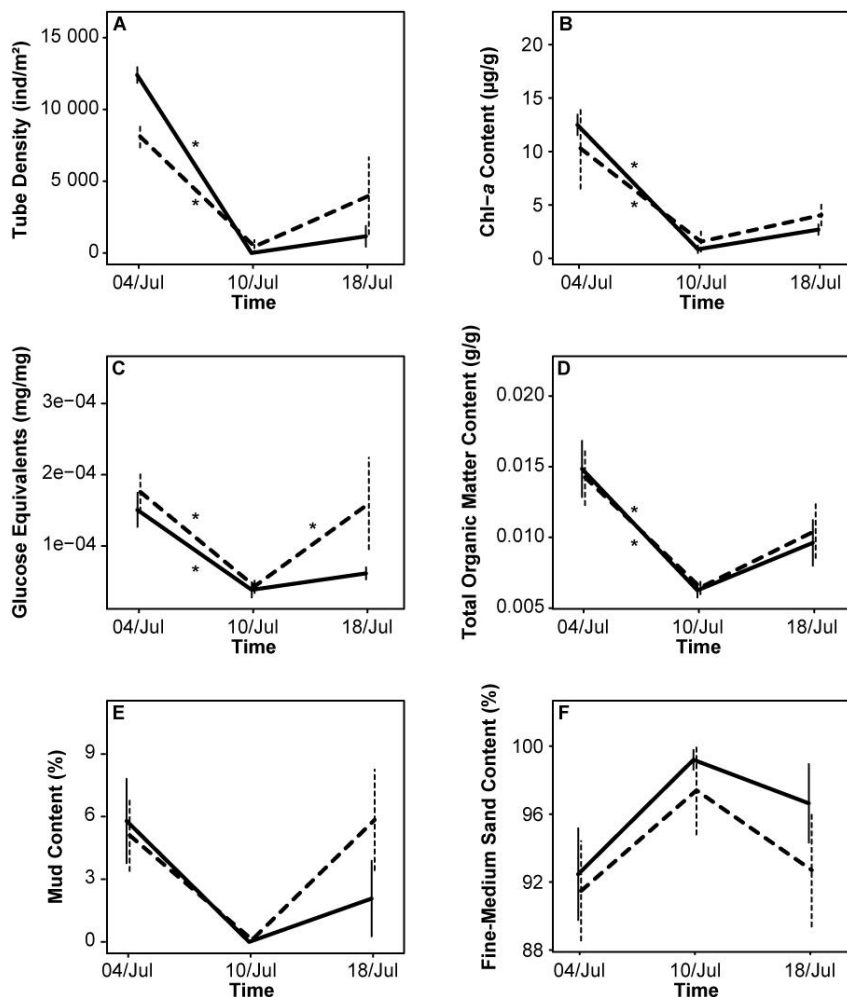 A
Tube Density (ind/m²)
15 000
10 000
5 000
0
*
*
04/Jul 10/Jul 18/Jul
Time
B
Chl−a Content (µg/g)
20
15
10
5
0
*
*
04/Jul 10/Jul 18/Jul
Time
C
Glucose Equivalents (mg/mg)
3e−04
2e−04
1e−04
*
*
*
04/Jul 10/Jul 18/Jul
Time
D
Total Organic Matter Content (g/g)
0.020
0.015
0.010
0.005
*
*
04/Jul 10/Jul 18/Jul
Time
E
Mud Content (%)
9
6
3
0
04/Jul 10/Jul 18/Jul
Time
F
Fine-Medium Sand Content (%)
100
96
92
88
04/Jul 10/Jul 18/Jul
Time